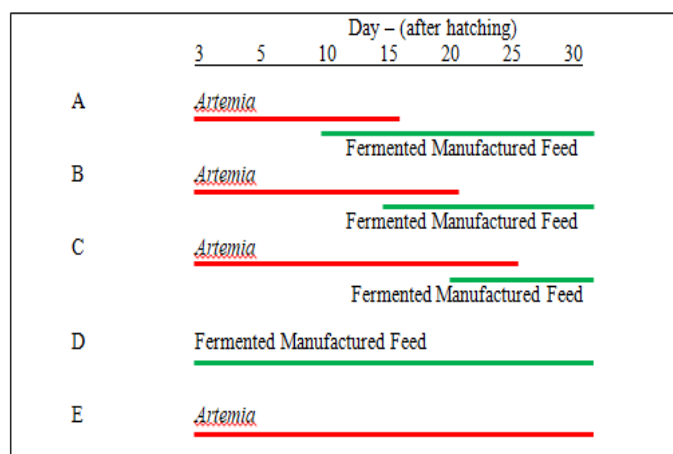 Day – (after hatching)
3 5 10 15 20 25 30
A Artemia
Fermented Manufactured Feed
B Artemia
Fermented Manufactured Feed
C Artemia
Fermented Manufactured Feed
D Fermented Manufactured Feed
E Artemia